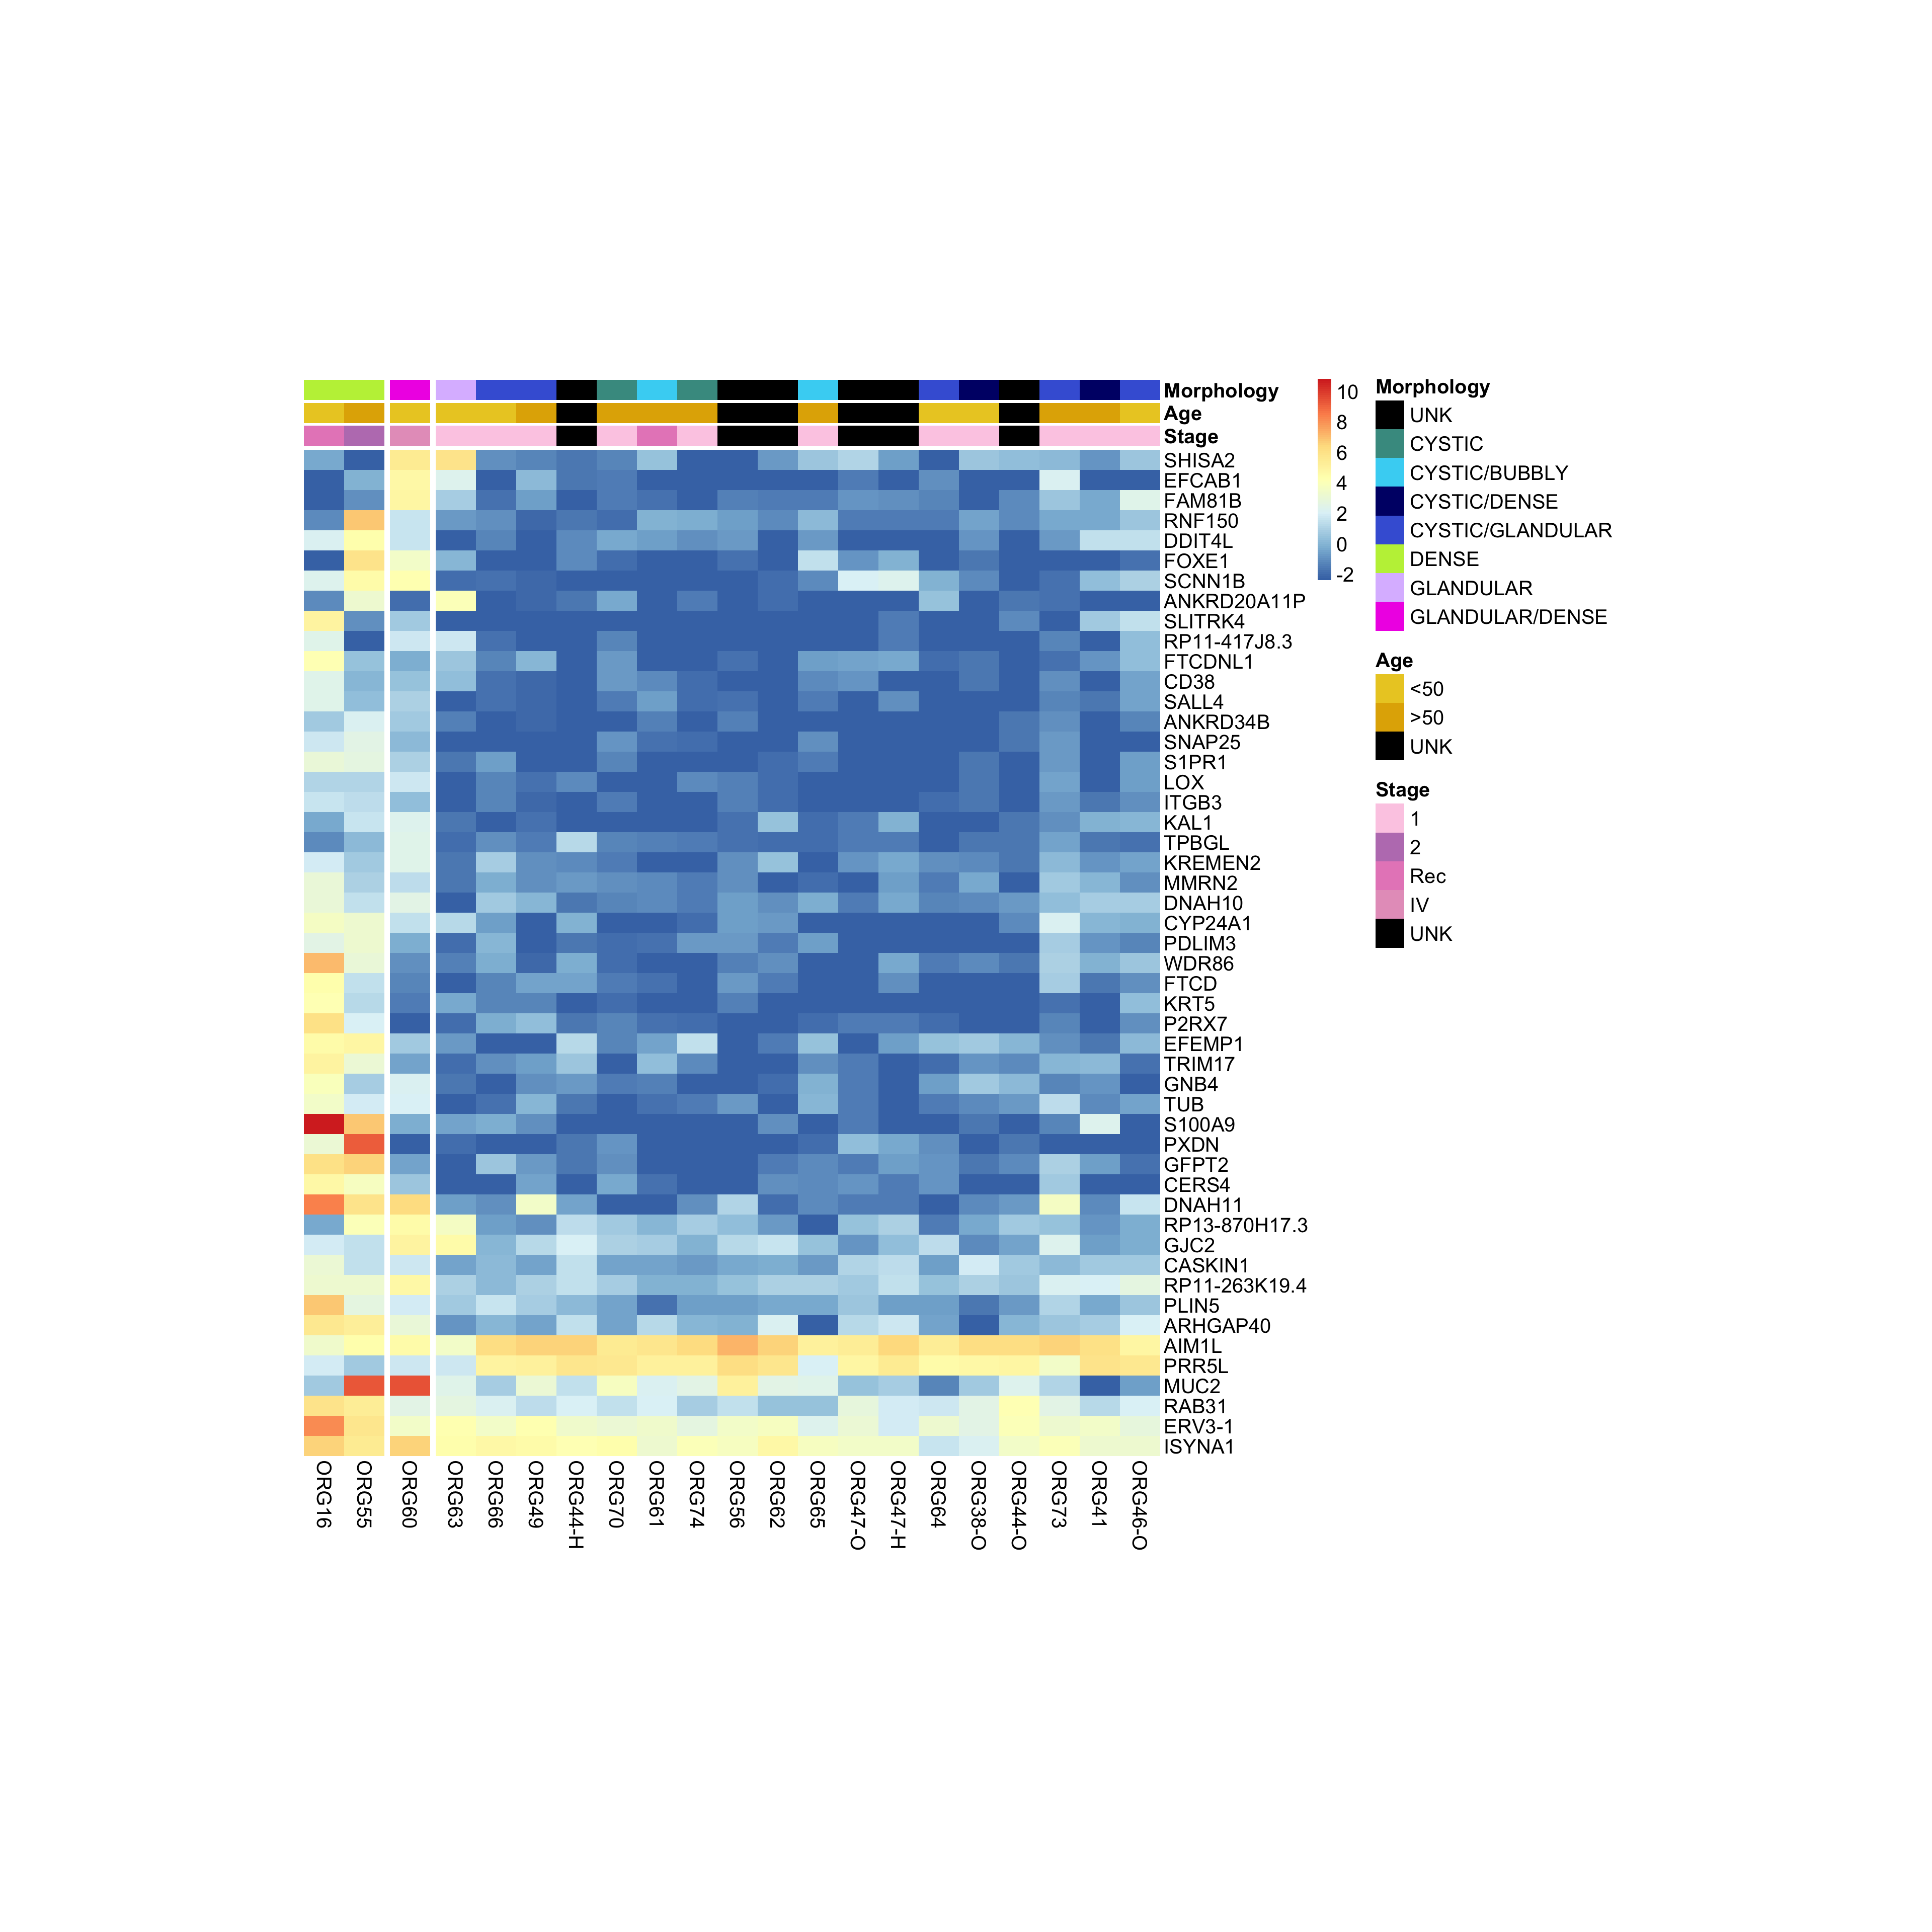 Morphology
Age
Stage
SHISA2
EFCAB1
FAM81B
RNF150
DDIT4L
FOXE1
SCNN1B
ANKRD20A11P
SLITRK4
RP11-417J8.3
FTCDNL1
CD38
SALL4
ANKRD34B
SNAP25
S1PR1
LOX
ITGB3
KAL1
TPBGL
KREMEN2
MMRN2
DNAH10
CYP24A1
PDLIM3
WDR86
FTCD
KRT5
P2RX7
EFEMP1
TRIM17
GNB4
TUB
S100A9
PXDN
GFPT2
CERS4
DNAH11
RP13-870H17.3
GJC2
CASKIN1
RP11-263K19.4
PLIN5
ARHGAP40
AIM1L
PRR5L
MUC2
RAB31
ERV3-1
ISYNA1
ORG16
ORG55
ORG60
ORG63
ORG66
ORG49
ORG44-H
ORG70
ORG61
ORG74
ORG56
ORG62
ORG65
ORG47-O
ORG47-H
ORG64
ORG38-O
ORG44-O
ORG73
ORG41
ORG46-O
10
8
6
4
2
0
-2
Morphology
UNK
CYSTIC
CYSTIC/BUBBLY
CYSTIC/DENSE
CYSTIC/GLANDULAR
DENSE
GLANDULAR
GLANDULAR/DENSE
Age
<50
>50
UNK
Stage
1
2
Rec
IV
UNK